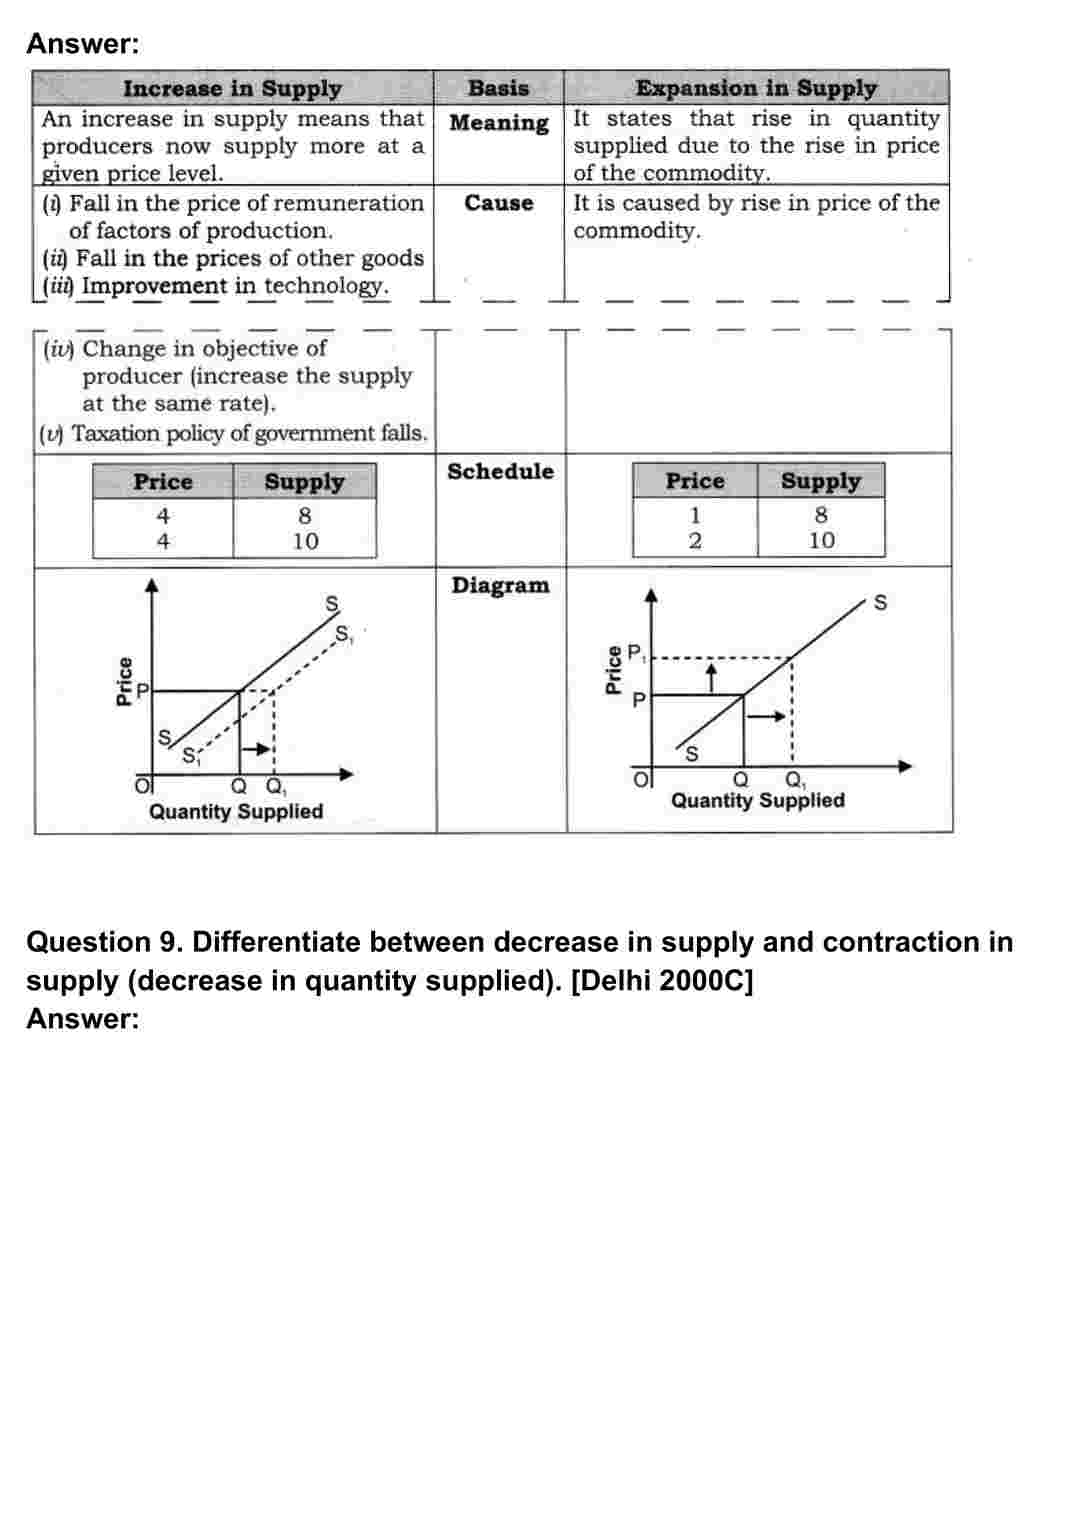 Answer:
Increase in Supply Basis Expansion in Supply
An increase in supply means that producers now supply more at a given price level.
Meaning
It states that rise in quantity supplied due to the rise in price of the commodity.
(i) Fall in the price of remuneration
of factors of production.
(ii) Fall in the prices of other goods
(iii) Improvement in technology.
Cause
It is caused by rise in price of the
commodity.
(iv) Change in objective of
producer (increase the supply
at the same rate).
(v) Taxation policy of government falls.
Price Supply
4 8
4 10
Schedule
Price Supply
1 8
2 10
Diagram
S
S₁
Price
P
S
S₁
O Q Q₁
Quantity Supplied
S
P₁
Price
P
S
O Q Q₁
Quantity Supplied
Question 9. Differentiate between decrease in supply and contraction in
supply (decrease in quantity supplied). [Delhi 2000C]
Answer: